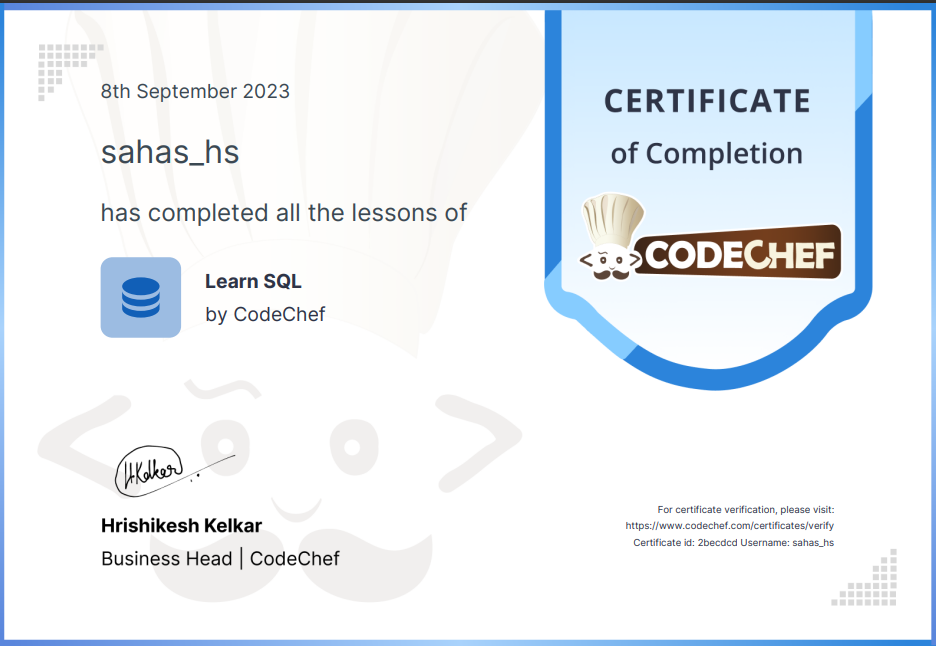 8th September 2023
sahas_hs
has completed all the lessons of
Learn SQL
by CodeChef
CERTIFICATE
of Completion
CODECHEF
HKelkar
Hrishikesh Kelkar
Business Head | CodeChef
For certificate verification, please visit:
https://www.codechef.com/certificates/verify
Certificate id: 2becdcd Username: sahas_hs